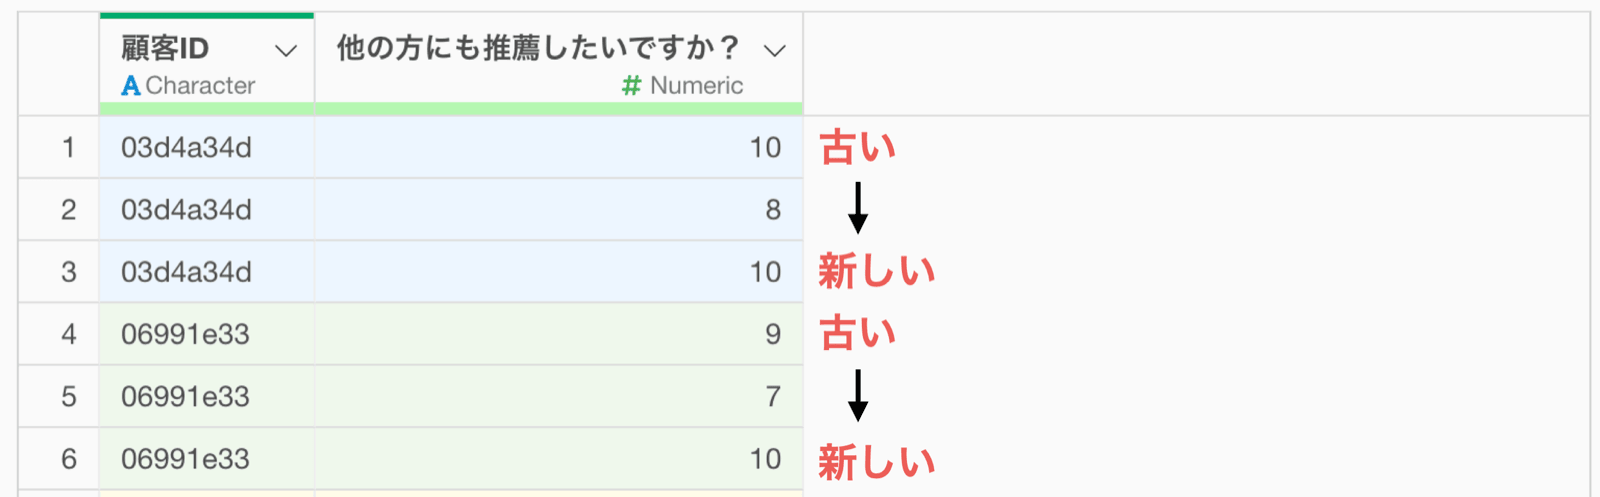 顧客ID 他の方にも推薦したいですか？
A Character # Numeric
1 03d4a34d 10 古い
2 03d4a34d 8
3 03d4a34d 10 新しい
4 06991e33 9 古い
5 06991e33 7
6 06991e33 10 新しい